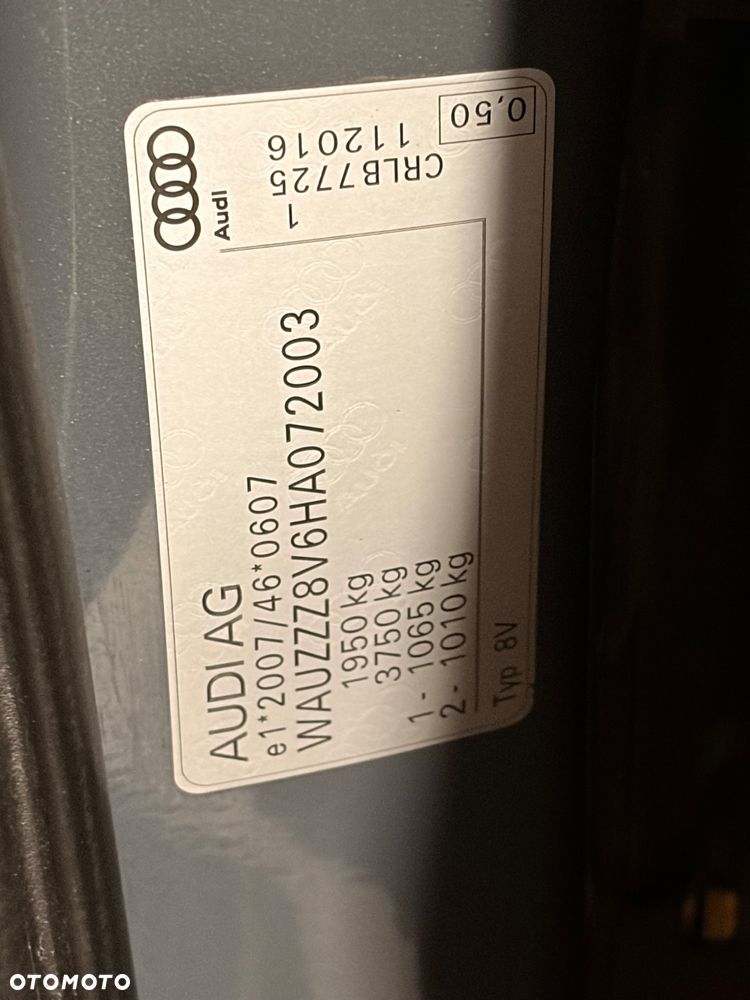 AUDI AG
e1*2007/46*0607
WAUZZZ8V6HA072003
1950 kg
3750 kg
1- 1065 kg
2- 1010 kg
Typ 8V
Audi
1
CRLB7725
112016
0,50
OTOMOTO